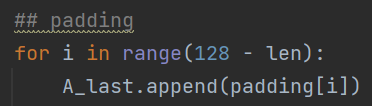 ## padding
for i in range(128 - len):
    A_last.append(padding[i])